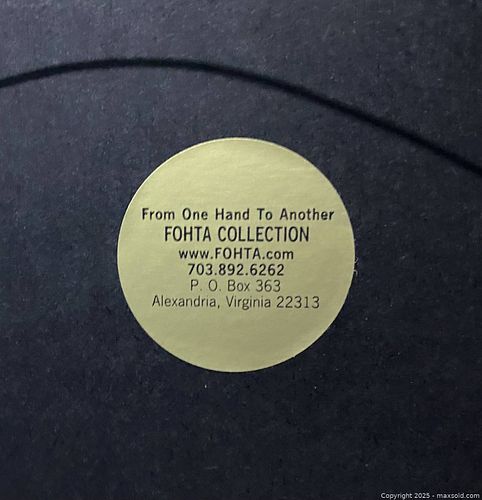 From One Hand To Another
FOHTA COLLECTION
www.FOHTA.com
703.892.6262
P. O. Box 363
Alexandria, Virginia 22313
Copyright 2025 - maxsold.com